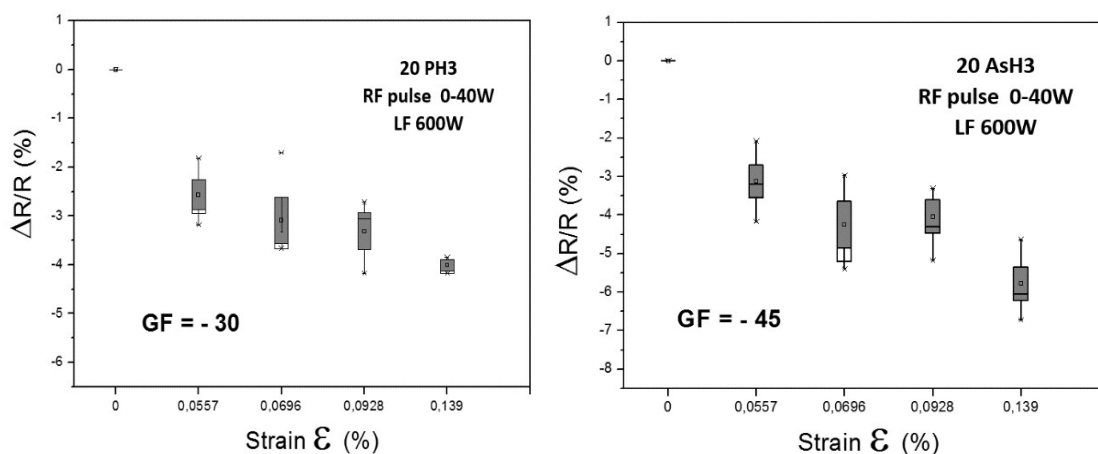 1
0
-1
-2
-3
-4
-5
-6
ΔR/R (%)
20 PH3
RF pulse 0-40W
LF 600W
GF = - 30
0 0,0557 0,0696 0,0928 0,139
Strain ε (%)
1
0
-1
-2
-3
-4
-5
-6
-7
-8
ΔR/R (%)
20 AsH3
RF pulse 0-40W
LF 600W
GF = - 45
0 0,0557 0,0696 0,0928 0,139
Strain ε (%)